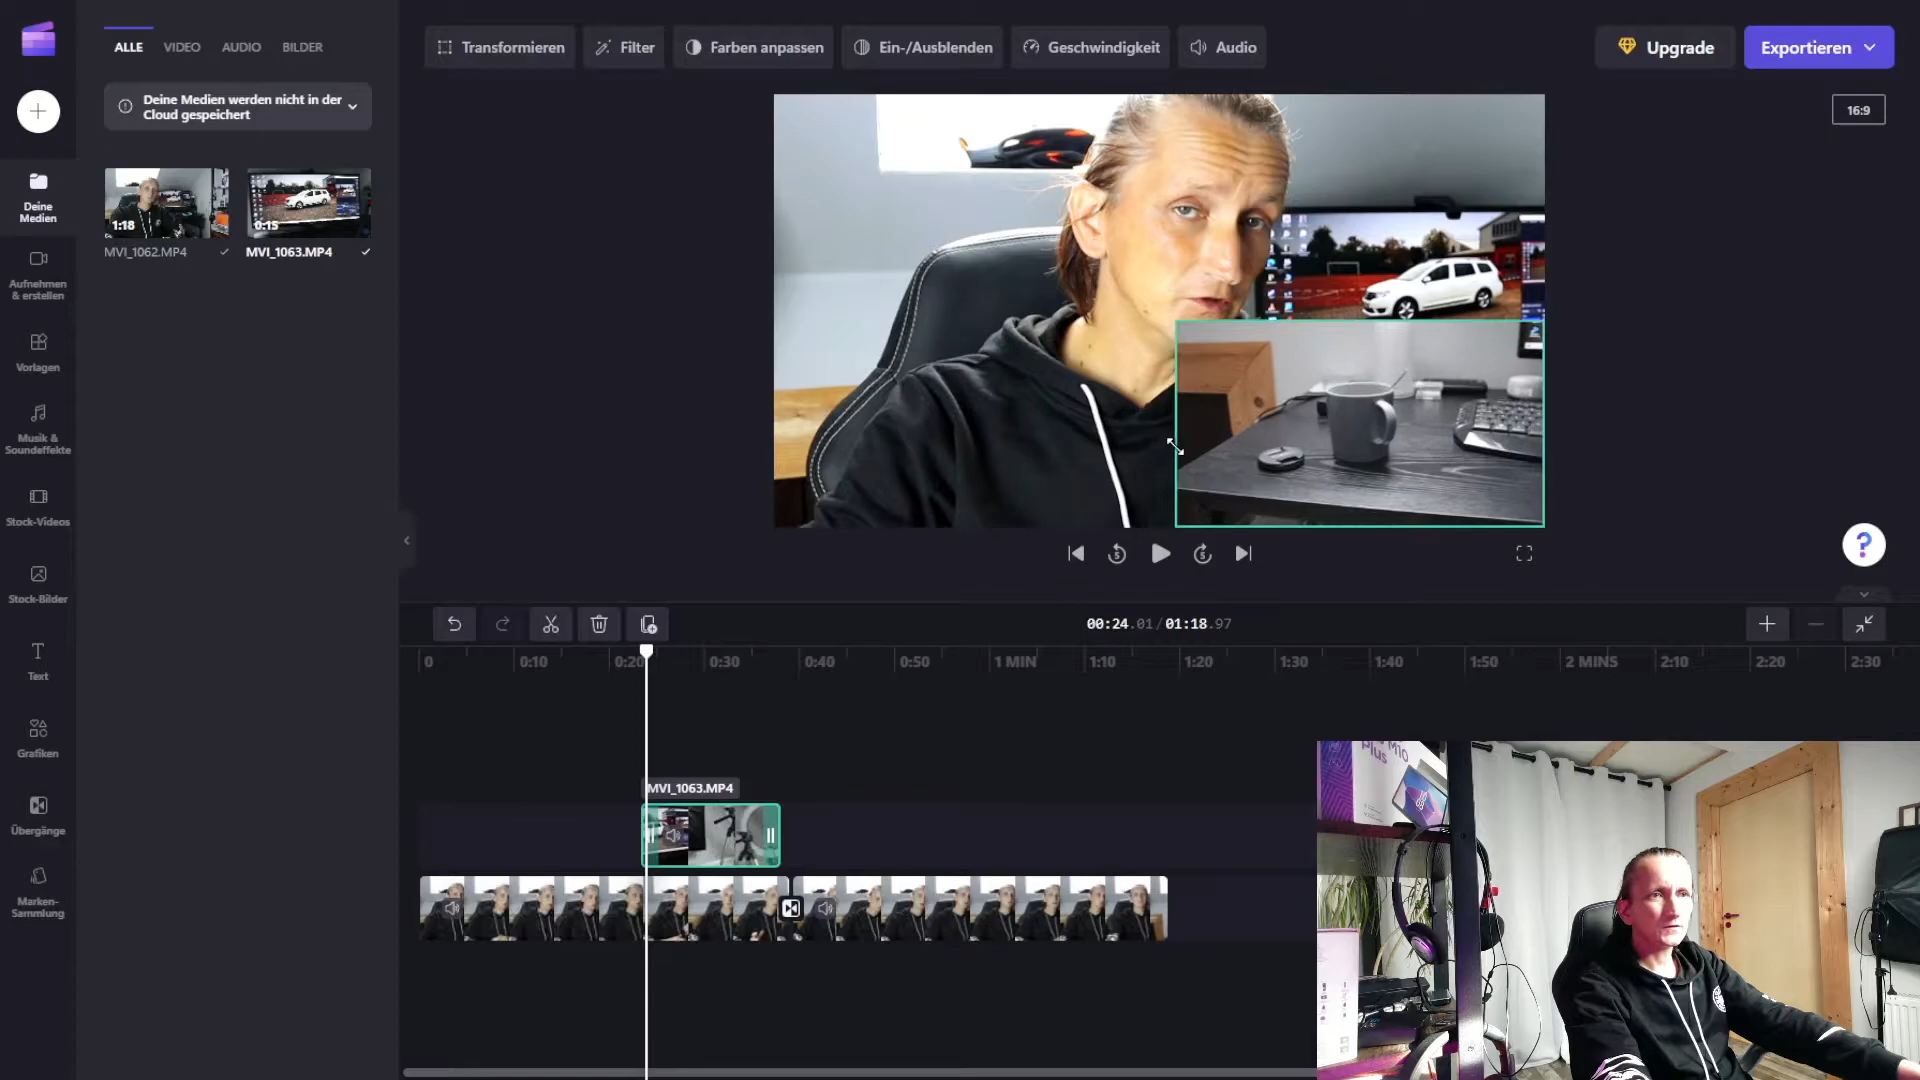 ALLE
VIDEO
AUDIO
BILDER
Deine Medien werden nicht in der
Cloud gespeichert
1:18
0:15
MVI_1062.MP4
MVI_1063.MP4
Deine
Medien
Aufnehmen
& erstellen
Vorlagen
Musik &
Soundeffekte
Stock-Videos
Stock-Bilder
Text
Grafiken
Übergänge
Marken-
Sammlung
Transformieren
Filter
Farben anpassen
Ein-/Ausblenden
Geschwindigkeit
Audio
Upgrade
Exportieren
16:9
5
5
?
00:24.01/01:18.97
0
0:10
0:20
0:30
0:40
0:50
1 MIN
1:10
1:20
1:30
1:40
1:50
2 MINS
2:10
2:20
2:30
MVI_1063.MP4
M10
Plus